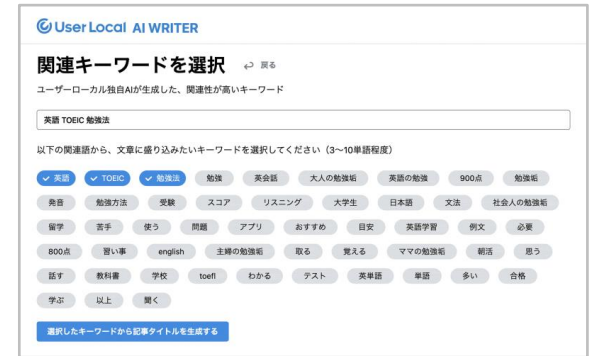 User Local AI WRITER
関連キーワードを選択 戻る
ユーザーローカル独自AIが生成した、関連性が高いキーワード
英語 TOEIC 勉強法
以下の関連語から、文章に盛り込みたいキーワードを選択してください（3〜10単語程度）
英語 TOEIC 勉強法 勉強 英会話 大人の勉強垢 英語の勉強 900点 勉強垢
発音 勉強方法 受験 スコア リスニング 大学生 日本語 文法 社会人の勉強垢
留学 苦手 使う 問題 アプリ おすすめ 目安 英語学習 例文 必要
800点 習い事 english 主婦の勉強垢 取る 覚える ママの勉強垢 朝活 思う
話す 教科書 学校 toefl わかる テスト 英単語 単語 多い 合格
学ぶ 以上 聞く
選択したキーワードから記事タイトルを生成する